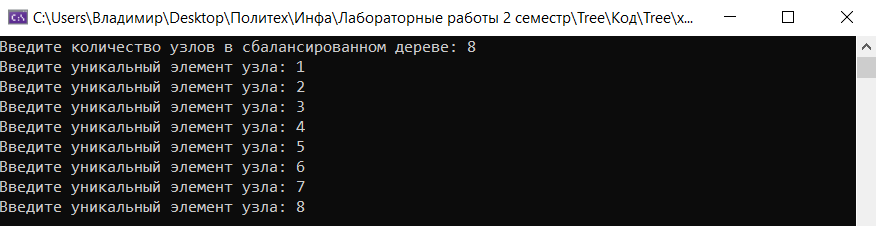 C:\Users\Владимир\Desktop\Политех\Инфа\Лабораторные работы 2 семестр\Tree\Код\Tree\x...
Введите количество узлов в сбалансированном дереве: 8
Введите уникальный элемент узла: 1
Введите уникальный элемент узла: 2
Введите уникальный элемент узла: 3
Введите уникальный элемент узла: 4
Введите уникальный элемент узла: 5
Введите уникальный элемент узла: 6
Введите уникальный элемент узла: 7
Введите уникальный элемент узла: 8